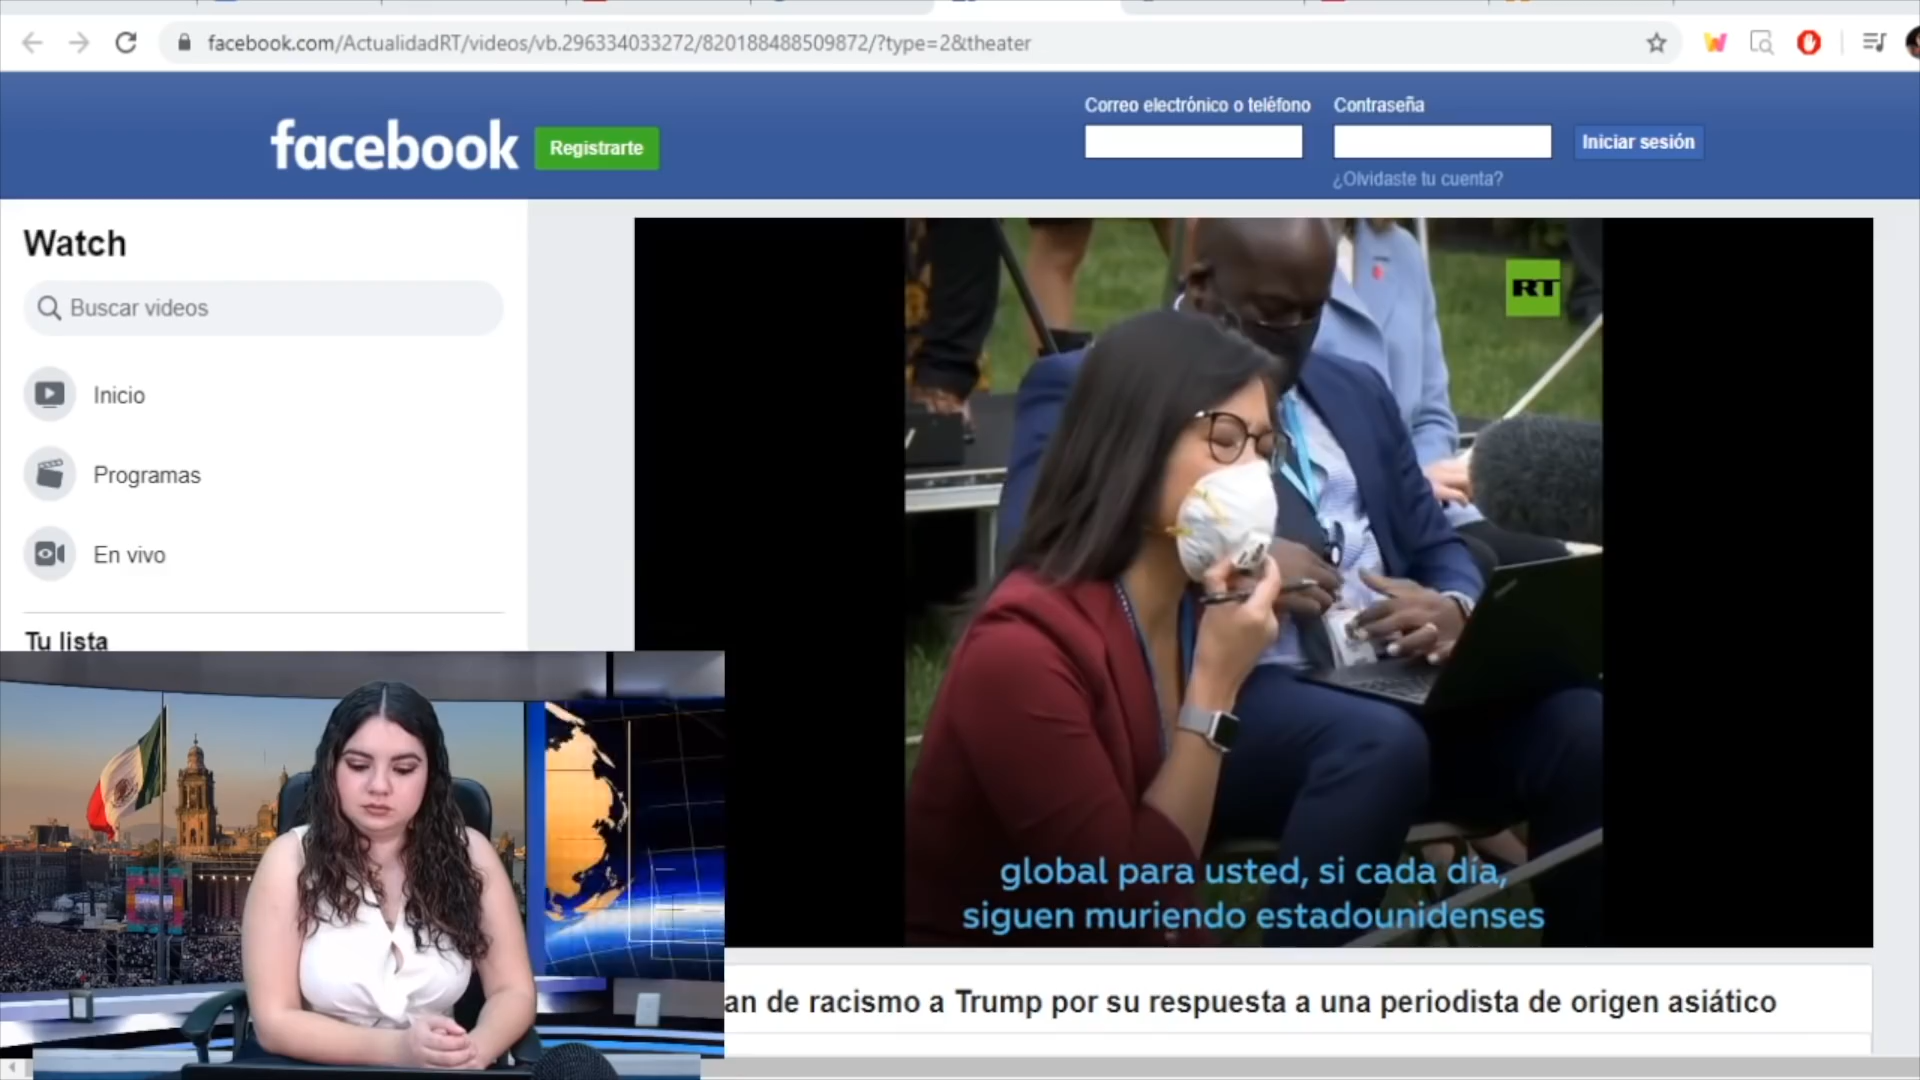 facebook.com/ActualidadRT/videos/vb.296334033272/820188488509872/?type=2&theater
Correo electrónico o teléfono
Contraseña
facebook
Registrarte
Iniciar sesión
¿Olvidaste tu cuenta?
Watch
Buscar videos
Inicio
Programas
En vivo
Tu lista
RT
global para usted, si cada día,
siguen muriendo estadounidenses
an de racismo a Trump por su respuesta a una periodista de origen asiático